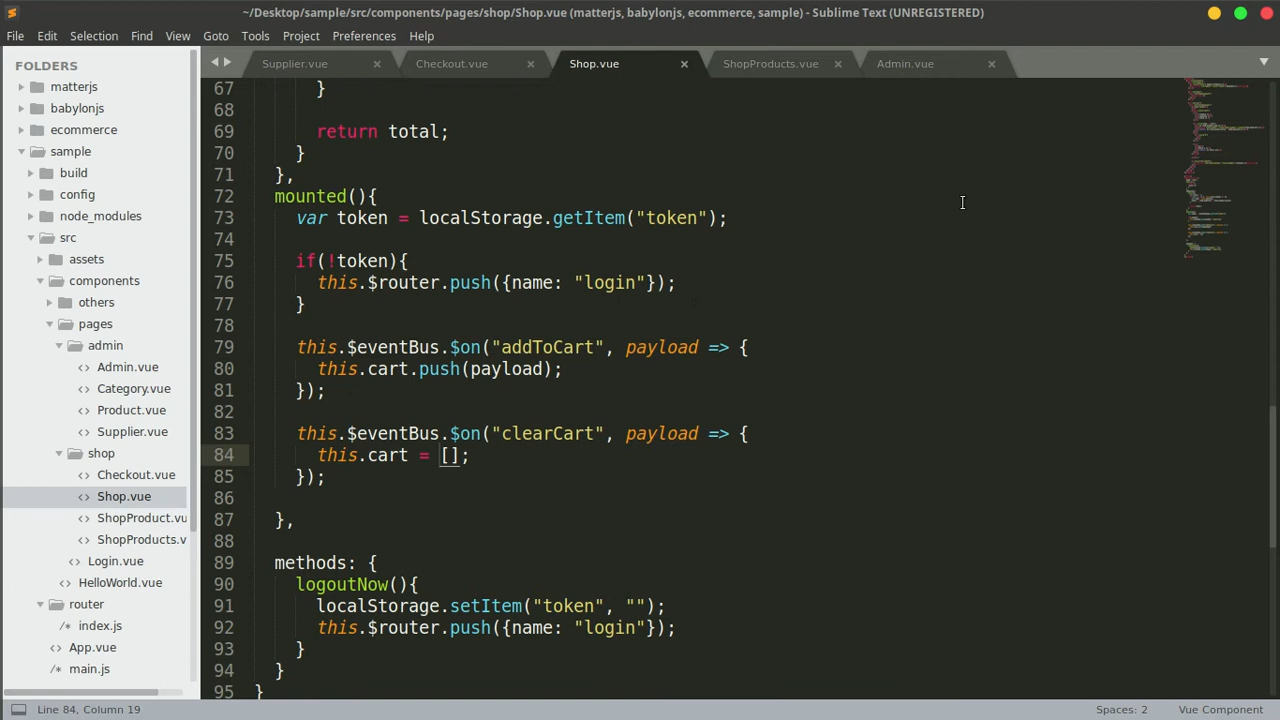 ~/Desktop/sample/src/components/pages/shop/Shop.vue (matterjs, babylonjs, ecommerce, sample) - Sublime Text (UNREGISTERED)
File Edit Selection Find View Goto Tools Project Preferences Help
FOLDERS
matterjs
babylonjs
ecommerce
sample
build
config
node_modules
src
assets
components
others
pages
admin
Admin.vue
Category.vue
Product.vue
Supplier.vue
shop
Checkout.vue
Shop.vue
ShopProduct.vu
ShopProducts.v
Login.vue
HelloWorld.vue
router
index.js
App.vue
main.js
Supplier.vue Checkout.vue Shop.vue ShopProducts.vue Admin.vue
67 }
68
69 return total;
70 }
71 },
72 mounted(){
73 var token = localStorage.getItem("token");
74
75 if(!token){
76 this.$router.push({name: "login"});
77 }
78
79 this.$eventBus.$on("addToCart", payload => {
80 this.cart.push(payload);
81 });
82
83 this.$eventBus.$on("clearCart", payload => {
84 this.cart = [];
85 });
86
87 },
88
89 methods: {
90 logoutNow(){
91 localStorage.setItem("token", "");
92 this.$router.push({name: "login"});
93 }
94 }
95 }
Line 84, Column 19 Spaces: 2 Vue Component